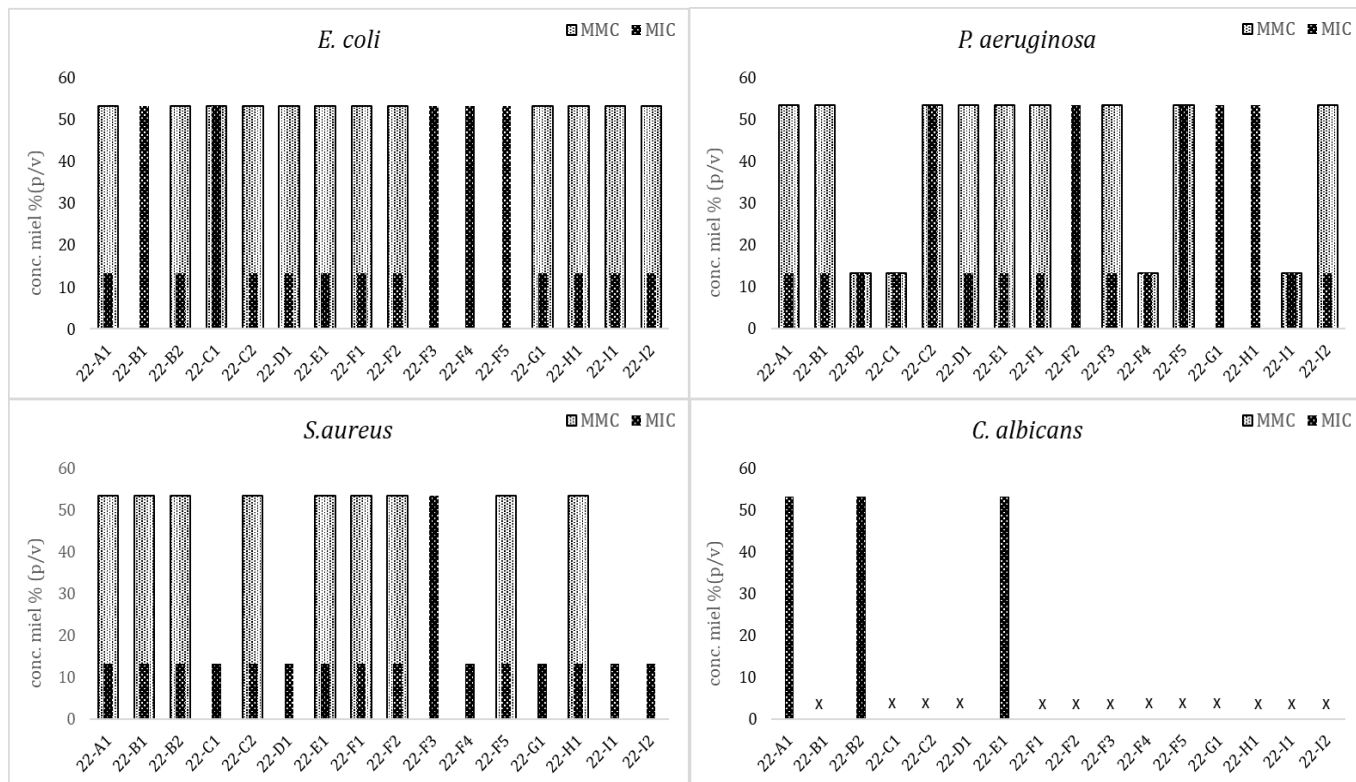 E. coli
MMC MIC
conc. miel %(p/v)
60
50
40
30
20
10
0
22-A1 22-B1 22-B2 22-C1 22-C2 22-D1 22-E1 22-F1 22-F2 22-F3 22-F4 22-F5 22-G1 22-H1 22-I1 22-I2
P. aeruginosa
MMC MIC
conc. miel % (p/v)
60
50
40
30
20
10
0
22-A1 22-B1 22-B2 22-C1 22-C2 22-D1 22-E1 22-F1 22-F2 22-F3 22-F4 22-F5 22-G1 22-H1 22-I1 22-I2
S.aureus
MMC MIC
conc. miel % (p/v)
60
50
40
30
20
10
0
22-A1 22-B1 22-B2 22-C1 22-C2 22-D1 22-E1 22-F1 22-F2 22-F3 22-F4 22-F5 22-G1 22-H1 22-I1 22-I2
C. albicans
MMC MIC
conc. miel %(p/v)
60
50
40
30
20
10
0
x x x x x x x x x x x x x
22-A1 22-B1 22-B2 22-C1 22-C2 22-D1 22-E1 22-F1 22-F2 22-F3 22-F4 22-F5 22-G1 22-H1 22-I1 22-I2